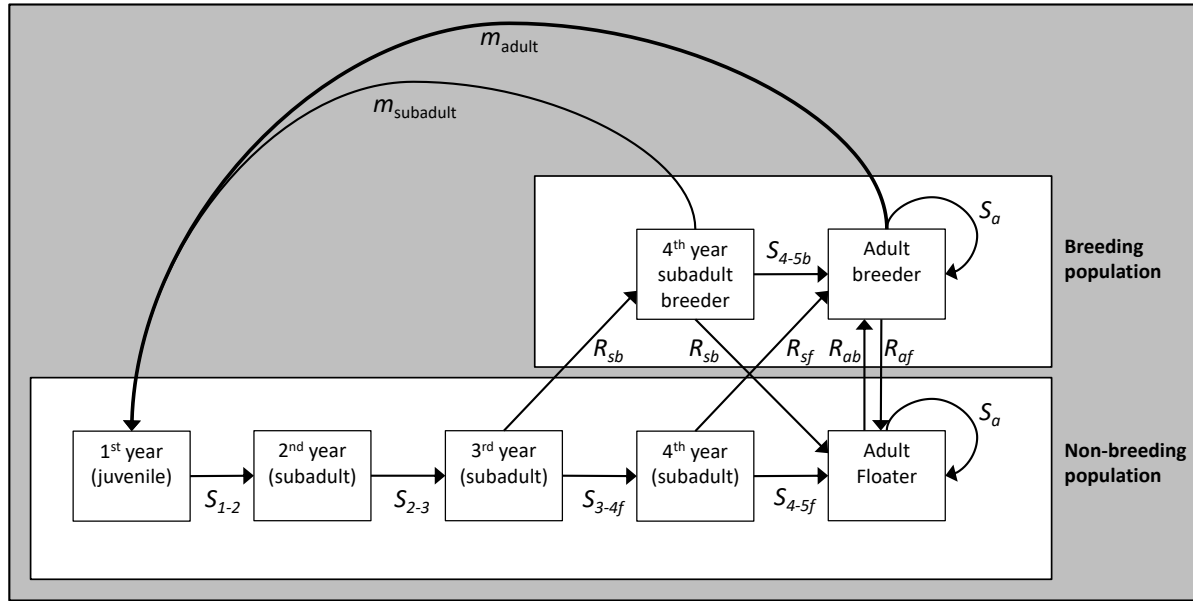 m_adult
m_subadult
4th year
subadult
breeder
S_4-5b
Adult
breeder
S_a
Breeding
population
R_sb
R_sb
R_sf
R_ab
R_af
1st year
(juvenile)
S_1-2
2nd year
(subadult)
S_2-3
3rd year
(subadult)
S_3-4f
4th year
(subadult)
S_4-5f
Adult
Floater
S_a
Non-breeding
population